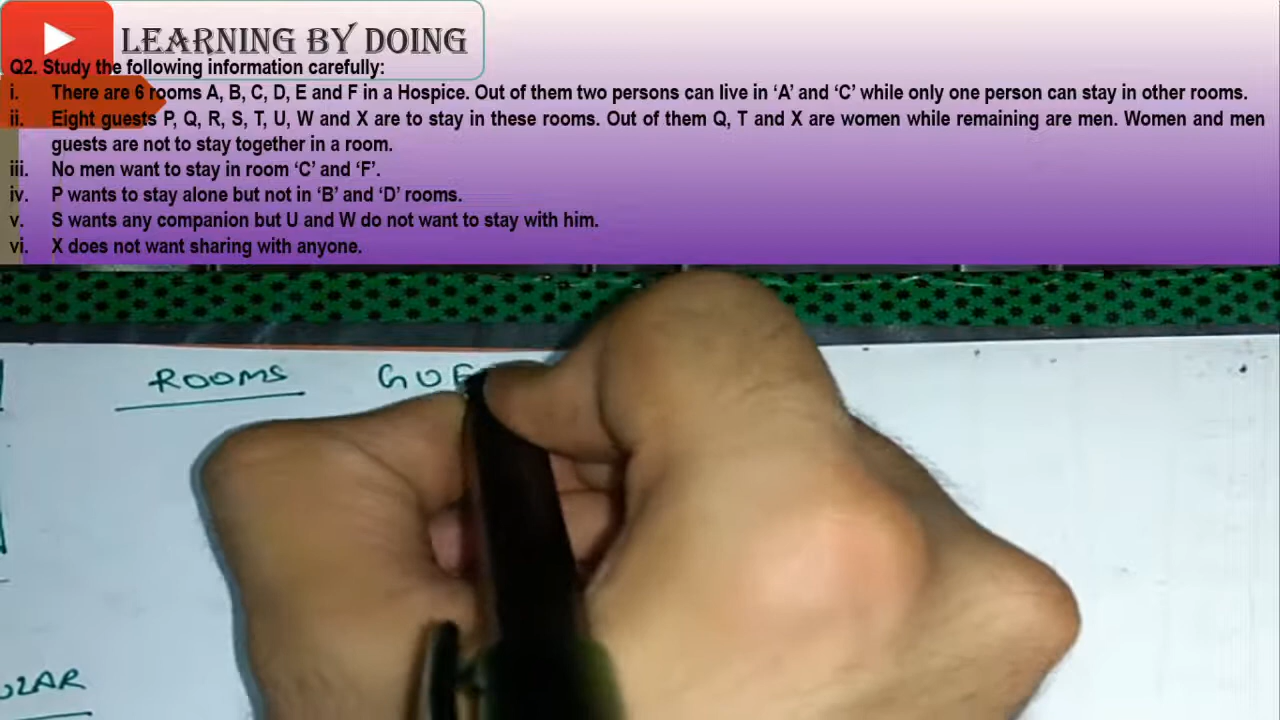 LEARNING BY DOING
Q2. Study the following information carefully:
i. There are 6 rooms A, B, C, D, E and F in a Hospice. Out of them two persons can live in ‘A’ and ‘C’ while only one person can stay in other rooms.
ii. Eight guests P, Q, R, S, T, U, W and X are to stay in these rooms. Out of them Q, T and X are women while remaining are men. Women and men
guests are not to stay together in a room.
iii. No men want to stay in room ‘C’ and ‘F’.
iv. P wants to stay alone but not in ‘B’ and ‘D’ rooms.
v. S wants any companion but U and W do not want to stay with him.
vi. X does not want sharing with anyone.
ROOMS GUE